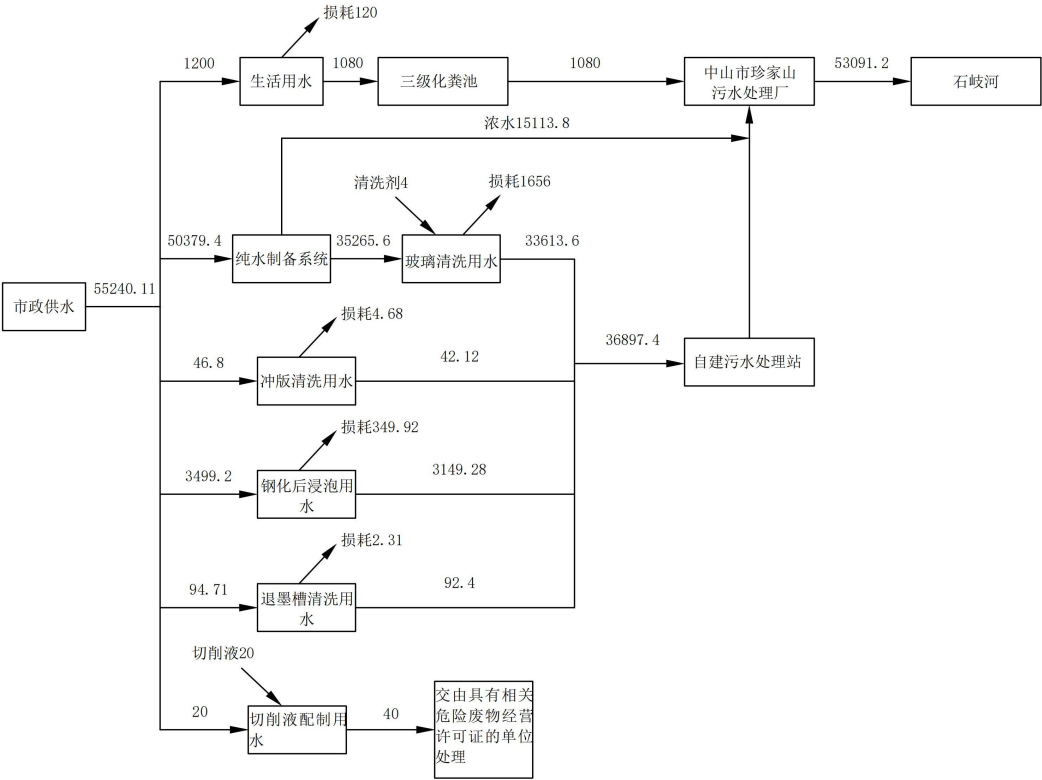 损耗120
1200
生活用水
1080
三级化粪池
1080
中山市珍家山
污水处理厂
53091.2
石岐河
浓水15113.8
清洗剂4
损耗1656
50379.4
纯水制备系统
35265.6
玻璃清洗用水
33613.6
市政供水
55240.11
损耗4.68
46.8
冲版清洗用水
42.12
36897.4
自建污水处理站
损耗349.92
3499.2
钢化后浸泡用
水
3149.28
损耗2.31
94.71
退墨槽清洗用
水
92.4
切削液20
20
切削液配制用
水
40
交由具有相关
危险废物经营
许可证的单位
处理